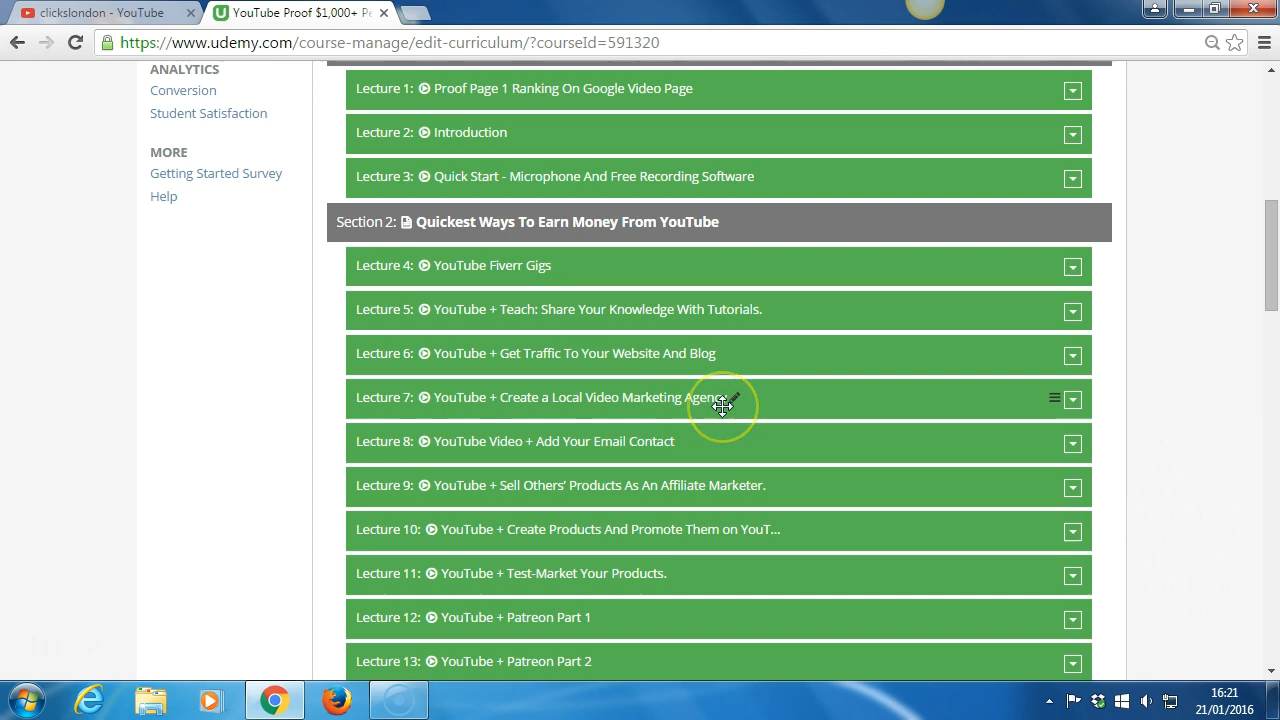 clickslondon - YouTube
YouTube Proof $1,000+ Pe
https://www.udemy.com/course-manage/edit-curriculum/?courseId=591320
ANALYTICS
Conversion
Student Satisfaction
MORE
Getting Started Survey
Help
Lecture 1: Proof Page 1 Ranking On Google Video Page
Lecture 2: Introduction
Lecture 3: Quick Start - Microphone And Free Recording Software
Section 2: Quickest Ways To Earn Money From YouTube
Lecture 4: YouTube Fiverr Gigs
Lecture 5: YouTube + Teach: Share Your Knowledge With Tutorials.
Lecture 6: YouTube + Get Traffic To Your Website And Blog
Lecture 7: YouTube + Create a Local Video Marketing Agenc
Lecture 8: YouTube Video + Add Your Email Contact
Lecture 9: YouTube + Sell Others’ Products As An Affiliate Marketer.
Lecture 10: YouTube + Create Products And Promote Them on YouT...
Lecture 11: YouTube + Test-Market Your Products.
Lecture 12: YouTube + Patreon Part 1
Lecture 13: YouTube + Patreon Part 2
16:21
21/01/2016